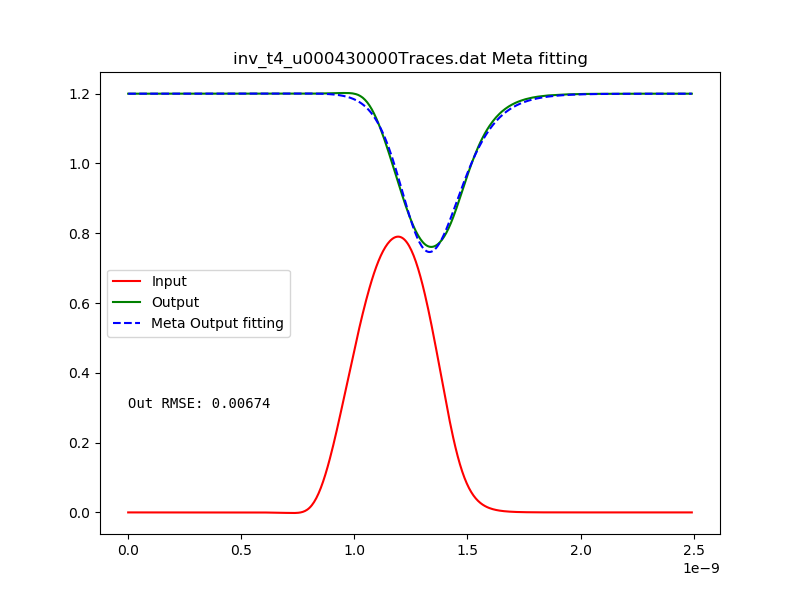 inv_t4_u000430000Traces.dat Meta fitting
1.2
1.0
0.8
0.6
0.4
0.2
0.0
Input
Output
Meta Output fitting
Out RMSE: 0.00674
0.0 0.5 1.0 1.5 2.0 2.5
1e−9